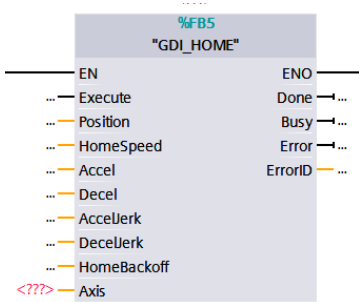 %FB5
"GDI_HOME"
EN ENO
... Execute Done ...
... Position Busy ...
... HomeSpeed Error ...
... Accel ErrorID ...
... Decel
... AccelJerk
... DecelJerk
... HomeBackoff
<???> Axis